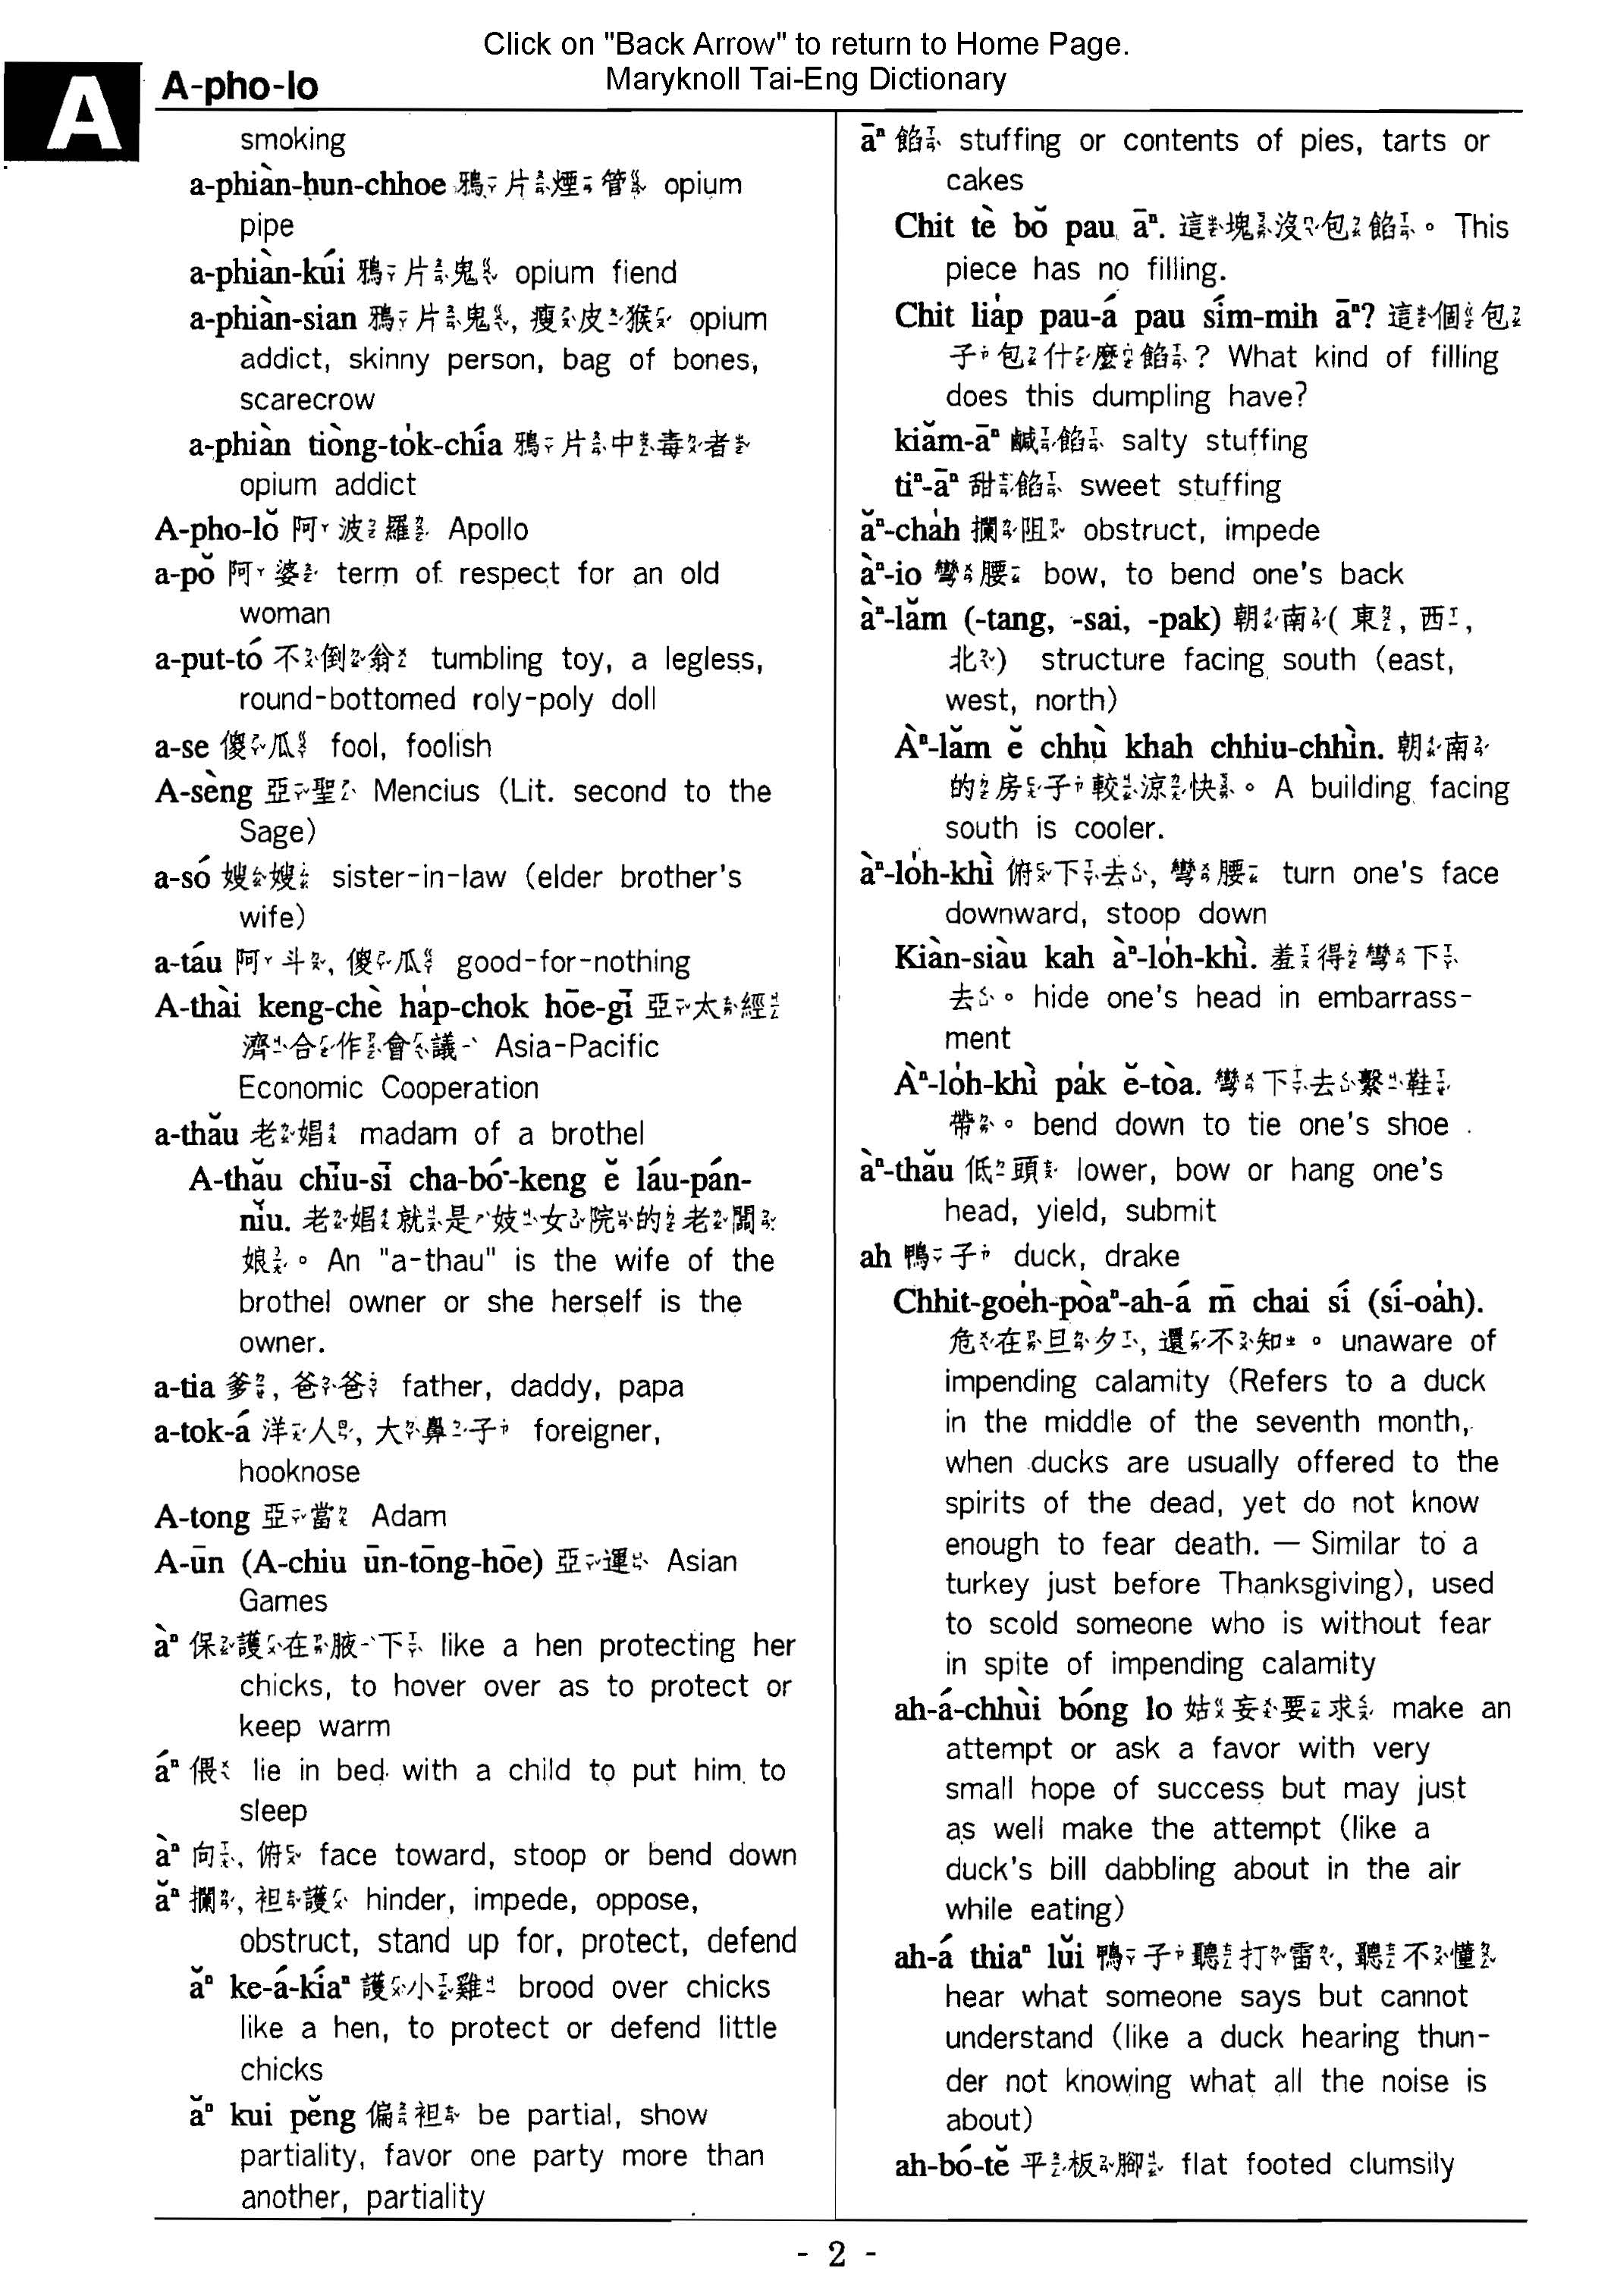 Click on "Back Arrow" to return to Home Page.
Maryknoll Tai-Eng Dictionary
A
A-pho-lo
smoking
a-phiàn-hun-chhoe 鴉片煙管 opium
pipe
a-phiàn-kúi 鴉片鬼 opium fiend
a-phiàn-sian 鴉片鬼, 瘦皮猴 opium
addict, skinny person, bag of bones,
scarecrow
a-phiàn tiòng-to̍k-chía 鴉片中毒者
opium addict
A-pho-lŏ 阿波羅 Apollo
a-pŏ 阿婆 term of respect for an old
woman
a-put-tó 不倒翁 tumbling toy, a legless,
round-bottomed roly-poly doll
a-se 傻瓜 fool, foolish
A-sèng 亞聖 Mencius (Lit. second to the
Sage)
a-só 嫂嫂 sister-in-law (elder brother's
wife)
a-táu 阿斗, 傻瓜 good-for-nothing
A-thài keng-chè ha̍p-chok hōe-gī 亞太經
濟合作會議 Asia-Pacific
Economic Cooperation
a-thău 老娼 madam of a brothel
A-thău chīu-sī cha-bó͘-keng ĕ láu-pán-
nĭu. 老娼就是妓女院的老闆
娘。 An "a-thau" is the wife of the
brothel owner or she herself is the
owner.
a-tia 爹, 爸爸 father, daddy, papa
a-tok-á 洋人, 大鼻子 foreigner,
hooknose
A-tong 亞當 Adam
A-ūn (A-chiu ūn-tōng-hōe) 亞運 Asian
Games
àⁿ 保護在腋下 like a hen protecting her
chicks, to hover over as to protect or
keep warm
áⁿ 偎 lie in bed with a child to put him to
sleep
àⁿ 向, 俯 face toward, stoop or bend down
ăⁿ 攔, 袒護 hinder, impede, oppose,
obstruct, stand up for, protect, defend
ăⁿ ke-á-kíaⁿ 護小雞 brood over chicks
like a hen, to protect or defend little
chicks
ăⁿ kui pĕng 偏袒 be partial, show
partiality, favor one party more than
another, partiality
āⁿ 餡 stuffing or contents of pies, tarts or
cakes
Chit tè bŏ pau āⁿ. 這塊沒包餡。 This
piece has no filling.
Chit lia̍p pau-á pau sím-mih āⁿ? 這個包
子包什麼餡? What kind of filling
does this dumpling have?
kiăm-āⁿ 鹹餡 salty stuffing
tiⁿ-āⁿ 甜餡 sweet stuffing
ăⁿ-cha̍h 攔阻 obstruct, impede
àⁿ-io 彎腰 bow, to bend one's back
àⁿ-lăm (-tang, -sai, -pak) 朝南(東, 西,
北) structure facing south (east,
west, north)
Àⁿ-lăm ĕ chhù khah chhiu-chhìn. 朝南
的房子較涼快。 A building facing
south is cooler.
àⁿ-lo̍h-khì 俯下去, 彎腰 turn one's face
downward, stoop down
Kiàn-siàu kah àⁿ-lo̍h-khì. 羞得彎下
去。 hide one's head in embarrass-
ment
Àⁿ-lo̍h-khì pa̍k ĕ-tòa. 彎下去繫鞋
帶。 bend down to tie one's shoe
àⁿ-thău 低頭 lower, bow or hang one's
head, yield, submit
ah 鴨子 duck, drake
Chhit-goe̍h-pòaⁿ-ah-á m̄ chai sí (sí-oa̍h).
危在旦夕, 還不知。 unaware of
impending calamity (Refers to a duck
in the middle of the seventh month,
when ducks are usually offered to the
spirits of the dead, yet do not know
enough to fear death. — Similar to a
turkey just before Thanksgiving), used
to scold someone who is without fear
in spite of impending calamity
ah-á-chhùi bóng lo 姑妄要求 make an
attempt or ask a favor with very
small hope of success but may just
as well make the attempt (like a
duck's bill dabbling about in the air
while eating)
ah-á thiaⁿ lŭi 鴨子聽打雷, 聽不懂
hear what someone says but cannot
understand (like a duck hearing thun-
der not knowing what all the noise is
about)
ah-bó-tĕ 平板腳 flat footed clumsily
- 2 -